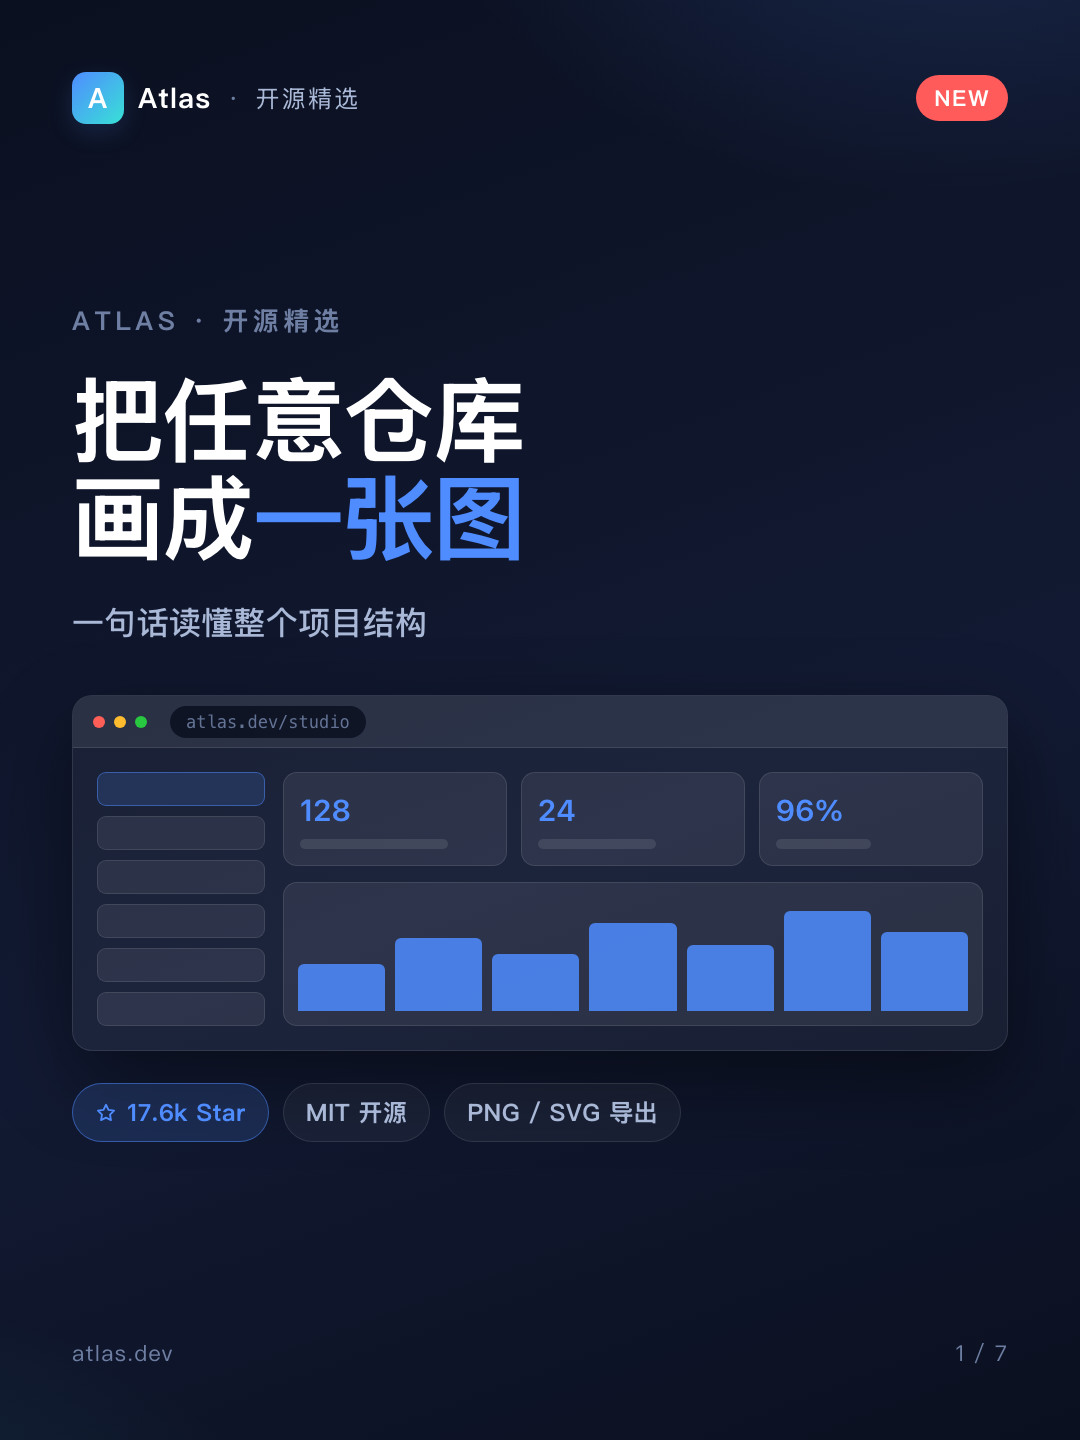 A Atlas · 开源精选
NEW
ATLAS · 开源精选
把任意仓库
画成一张图
一句话读懂整个项目结构
atlas.dev/studio
128
24
96%
17.6k Star
MIT 开源
PNG / SVG 导出
atlas.dev
1 / 7